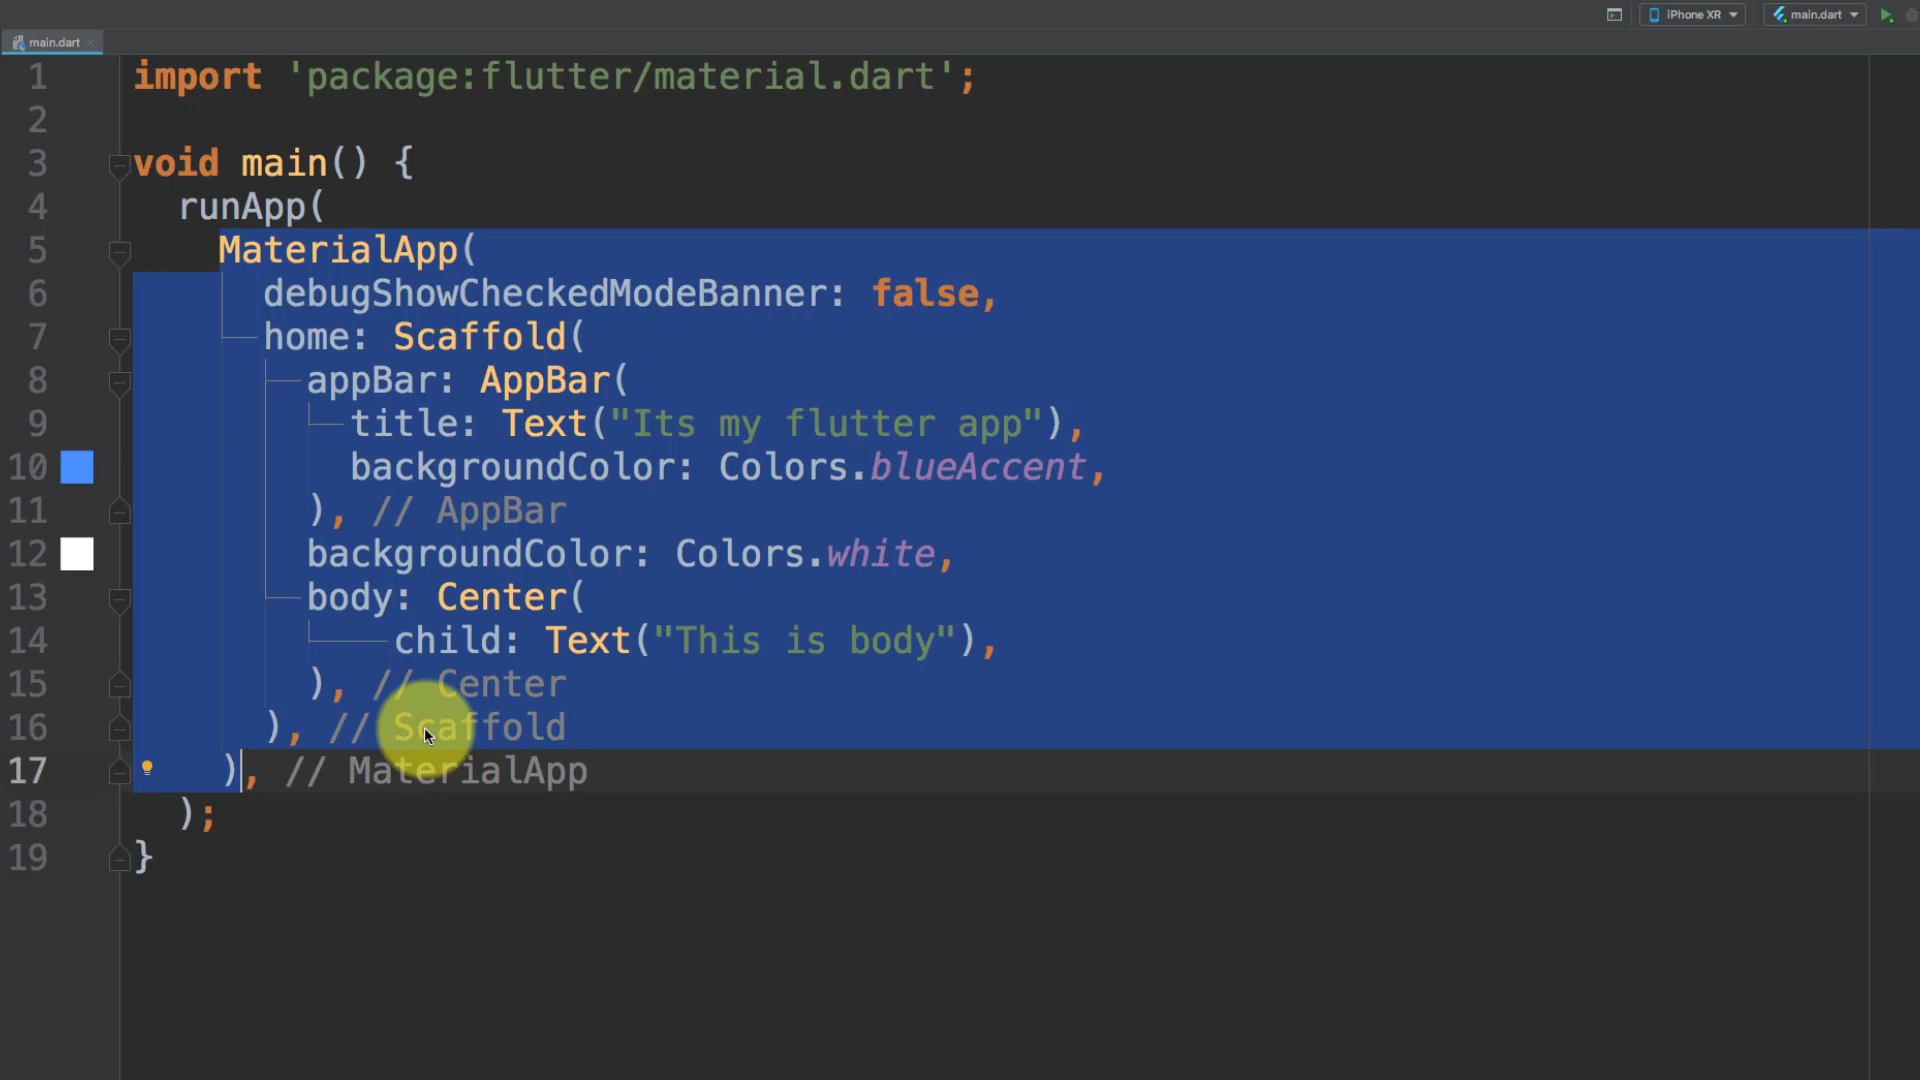 iPhone XR
main.dart
main.dart
1 import 'package:flutter/material.dart';
2
3 void main() {
4 runApp(
5 MaterialApp(
6 debugShowCheckedModeBanner: false,
7 home: Scaffold(
8 appBar: AppBar(
9 title: Text("Its my flutter app"),
10 backgroundColor: Colors.blueAccent,
11 ), // AppBar
12 backgroundColor: Colors.white,
13 body: Center(
14 child: Text("This is body"),
15 ), // Center
16 ), // Scaffold
17 ), // MaterialApp
18 );
19 }